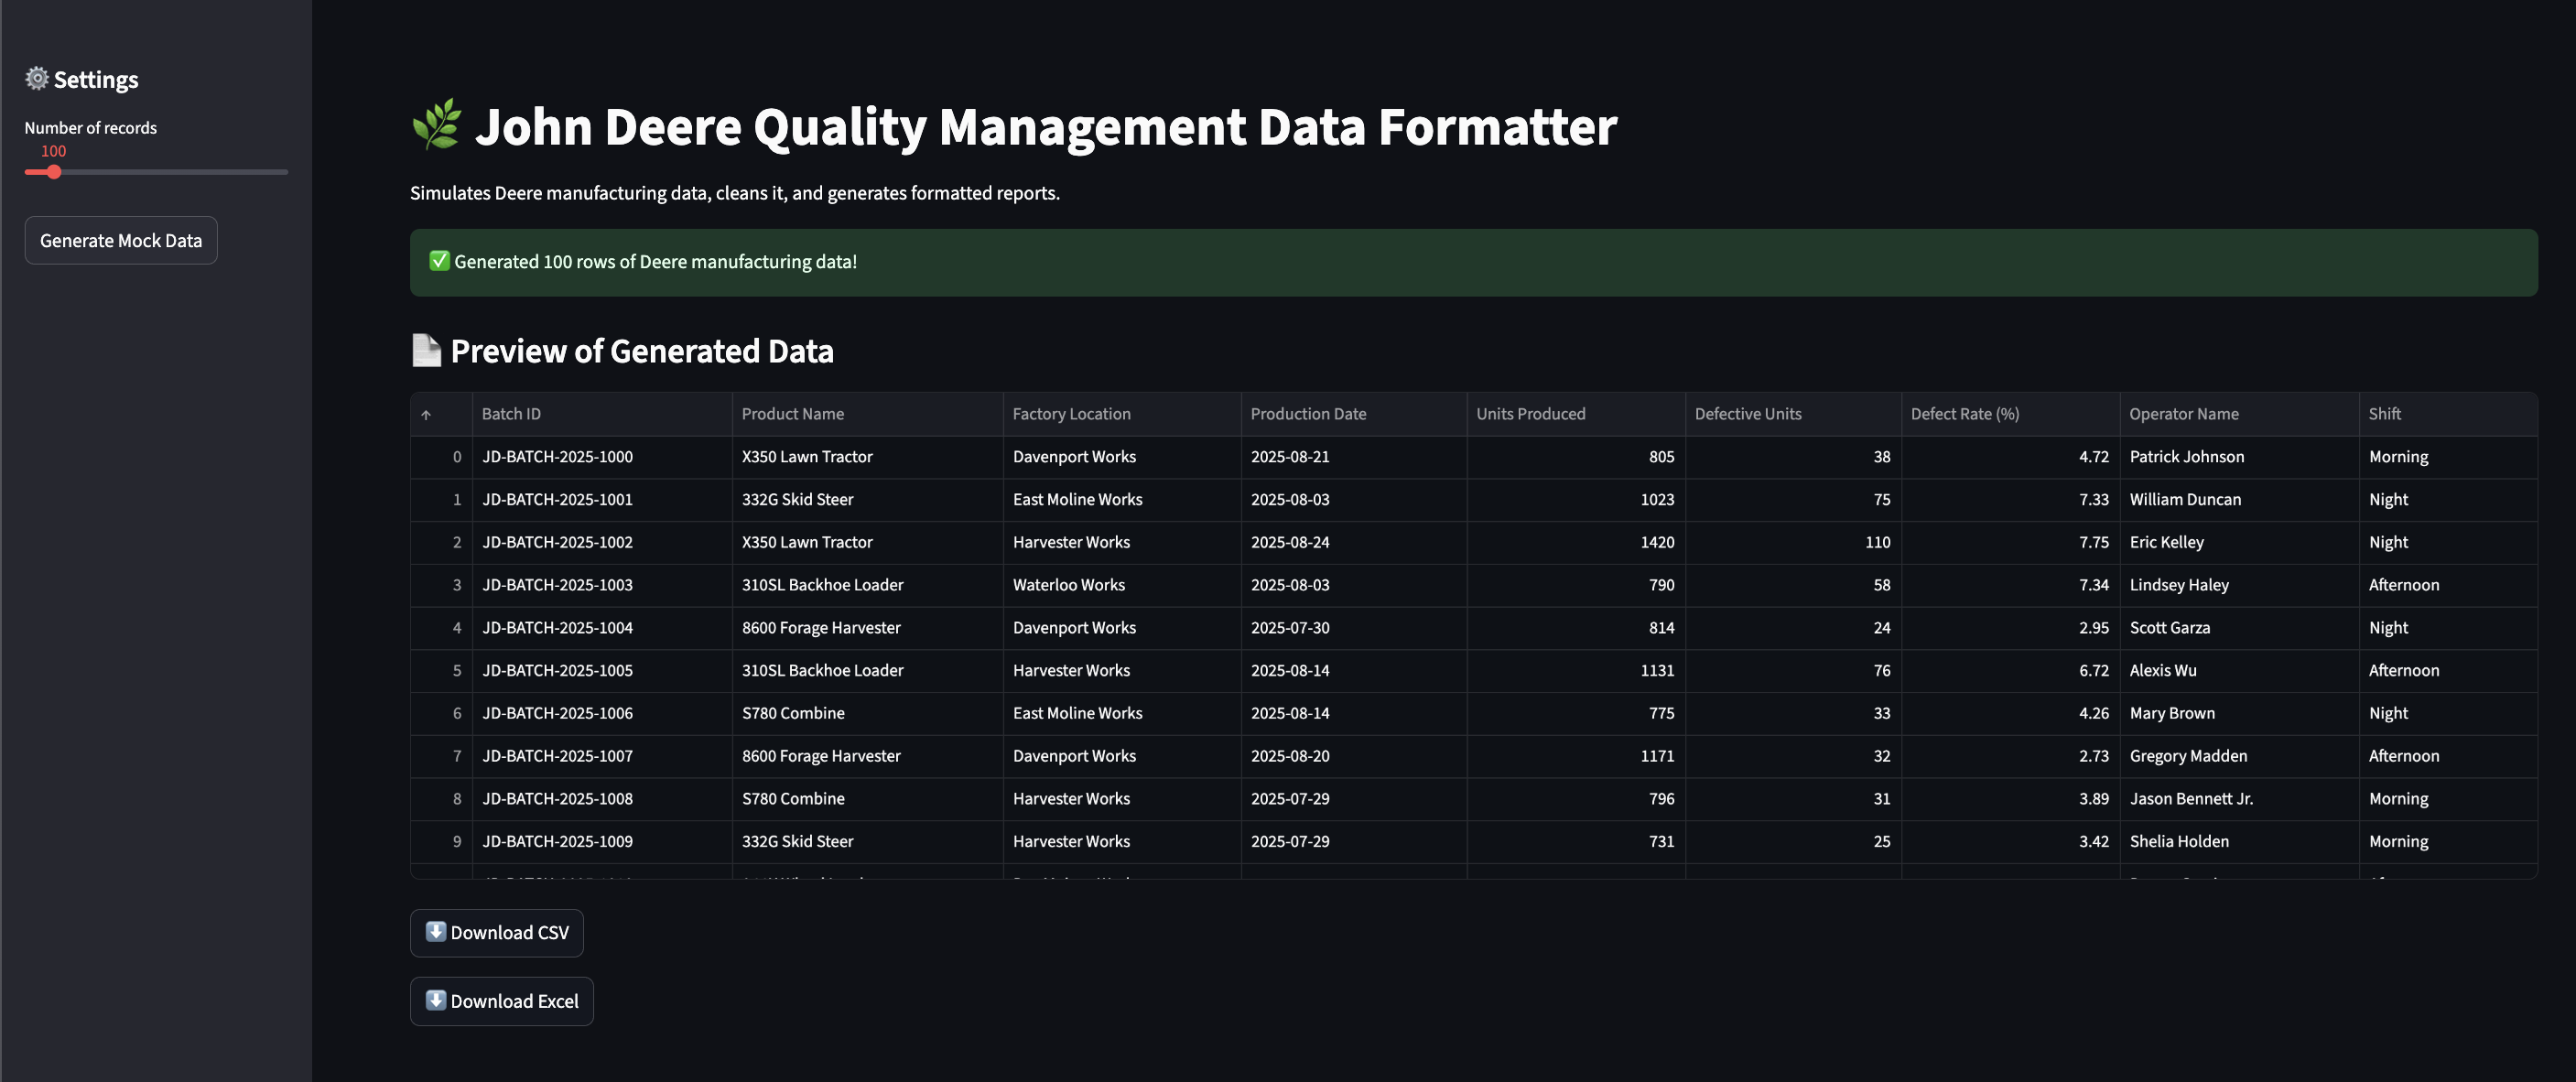 ⚙️ Settings
Number of records
100
Generate Mock Data
🌿 John Deere Quality Management Data Formatter
Simulates Deere manufacturing data, cleans it, and generates formatted reports.
✅ Generated 100 rows of Deere manufacturing data!
📄 Preview of Generated Data
↑ Batch ID Product Name Factory Location Production Date Units Produced Defective Units Defect Rate (%) Operator Name Shift
0 JD-BATCH-2025-1000 X350 Lawn Tractor Davenport Works 2025-08-21 805 38 4.72 Patrick Johnson Morning
1 JD-BATCH-2025-1001 332G Skid Steer East Moline Works 2025-08-03 1023 75 7.33 William Duncan Night
2 JD-BATCH-2025-1002 X350 Lawn Tractor Harvester Works 2025-08-24 1420 110 7.75 Eric Kelley Night
3 JD-BATCH-2025-1003 310SL Backhoe Loader Waterloo Works 2025-08-03 790 58 7.34 Lindsey Haley Afternoon
4 JD-BATCH-2025-1004 8600 Forage Harvester Davenport Works 2025-07-30 814 24 2.95 Scott Garza Night
5 JD-BATCH-2025-1005 310SL Backhoe Loader Harvester Works 2025-08-14 1131 76 6.72 Alexis Wu Afternoon
6 JD-BATCH-2025-1006 S780 Combine East Moline Works 2025-08-14 775 33 4.26 Mary Brown Night
7 JD-BATCH-2025-1007 8600 Forage Harvester Davenport Works 2025-08-20 1171 32 2.73 Gregory Madden Afternoon
8 JD-BATCH-2025-1008 S780 Combine Harvester Works 2025-07-29 796 31 3.89 Jason Bennett Jr. Morning
9 JD-BATCH-2025-1009 332G Skid Steer Harvester Works 2025-07-29 731 25 3.42 Shelia Holden Morning
⬇️ Download CSV
⬇️ Download Excel